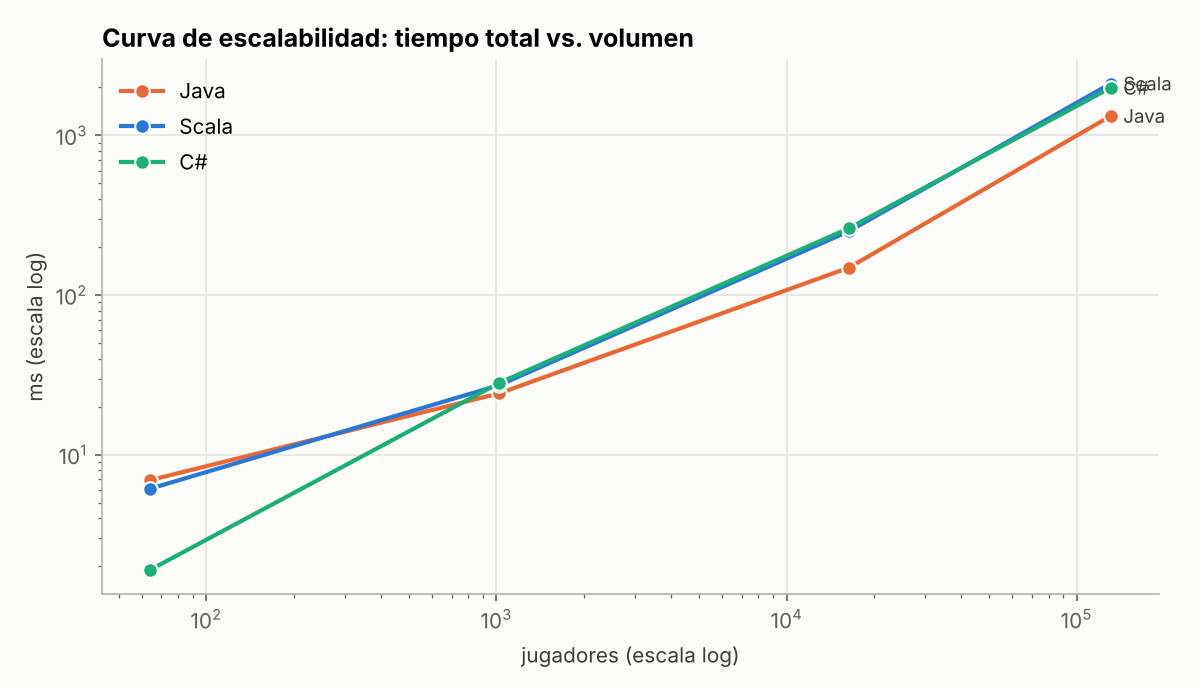 Curva de escalabilidad: tiempo total vs. volumen
Java
Scala
C#
Scala
C#
Java
10³
10²
10¹
ms (escala log)
10² 10³ 10⁴ 10⁵
jugadores (escala log)